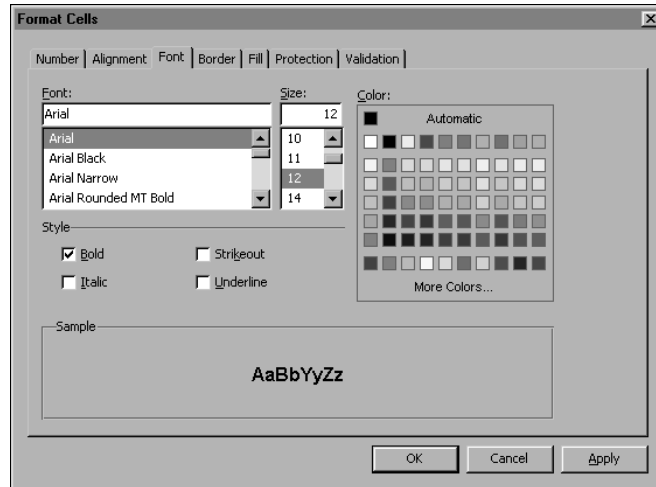 Format Cells
Number Alignment Font Border Fill Protection Validation
Font:
Arial
Arial
Arial Black
Arial Narrow
Arial Rounded MT Bold
Size:
12
10
11
12
14
Color:
Automatic
More Colors...
Style
Bold
Strikeout
Italic
Underline
Sample
AaBbYyZz
OK Cancel Apply